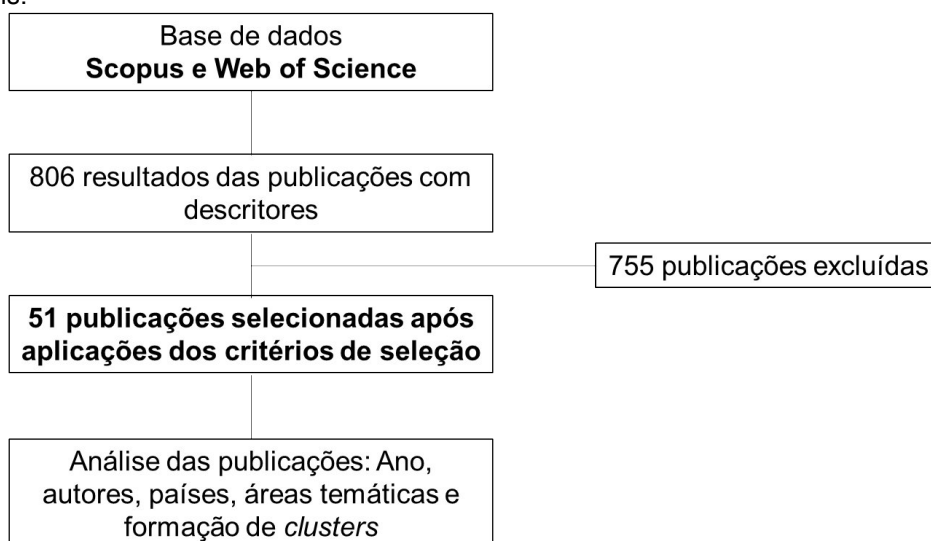 Base de dados
Scopus e Web of Science
806 resultados das publicações com
descritores
755 publicações excluídas
51 publicações selecionadas após
aplicações dos critérios de seleção
Análise das publicações: Ano,
autores, países, áreas temáticas e
formação de clusters